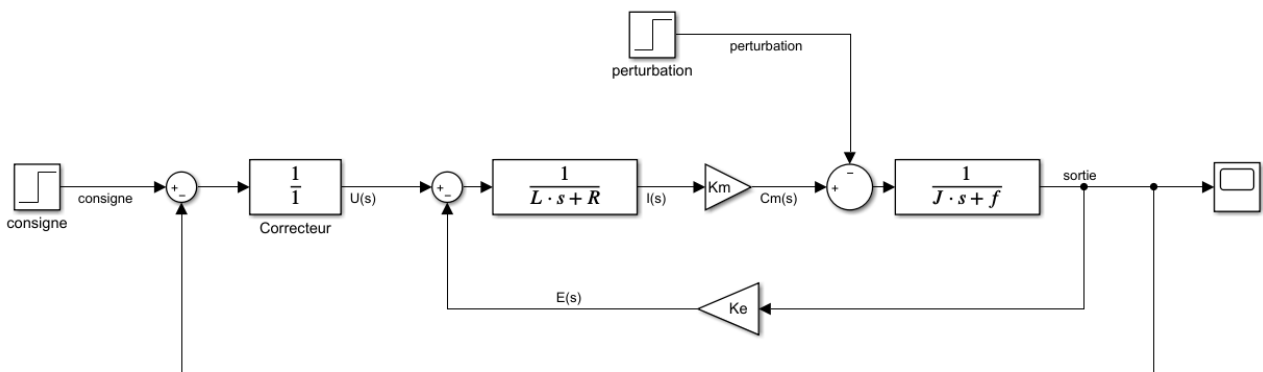 perturbation
perturbation
consigne
consigne
+
−
1
1
Correcteur
U(s)
+
−
1
L · s + R
I(s)
Km
Cm(s)
−
+
1
J · s + f
sortie
E(s)
Ke